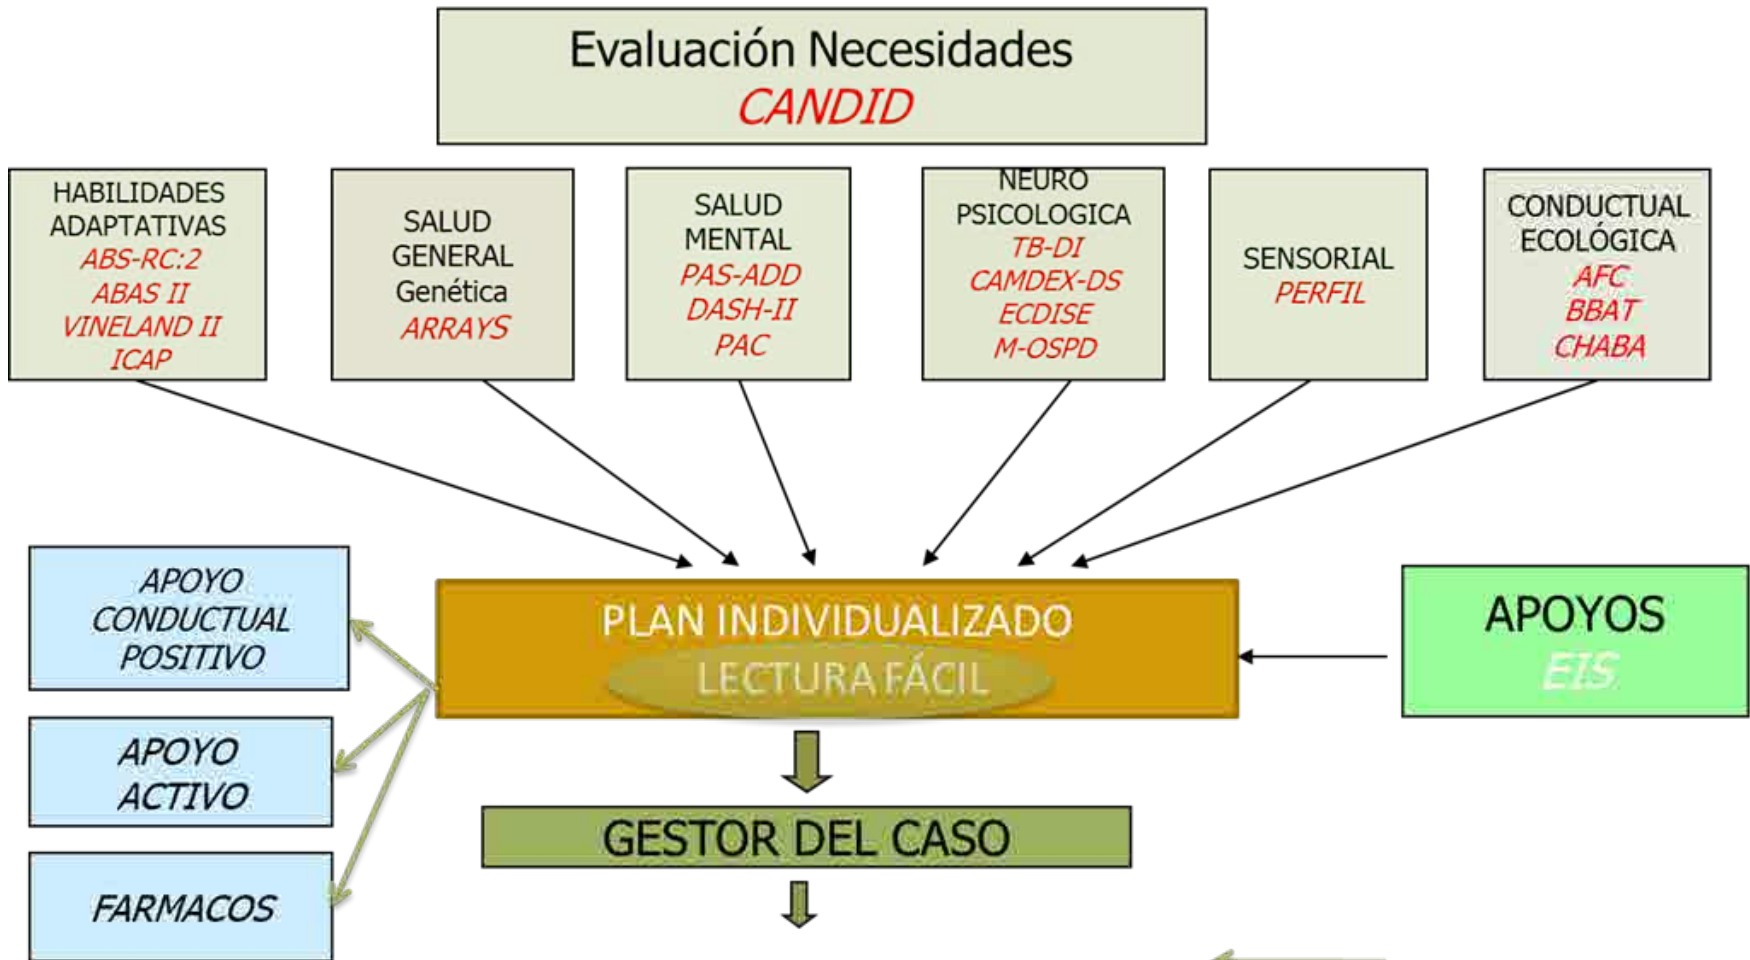 Evaluación Necesidades
CANDID
HABILIDADES
ADAPTATIVAS
ABS-RC:2
ABAS II
VINELAND II
ICAP
SALUD
GENERAL
Genética
ARRAYS
SALUD
MENTAL
PAS-ADD
DASH-II
PAC
NEURO
PSICOLOGICA
TB-DI
CAMDEX-DS
ECDISE
M-OSPD
SENSORIAL
PERFIL
CONDUCTUAL
ECOLÓGICA
AFC
BBAT
CHABA
APOYO
CONDUCTUAL
POSITIVO
APOYO
ACTIVO
FARMACOS
PLAN INDIVIDUALIZADO
LECTURA FÁCIL
APOYOS
EIS
GESTOR DEL CASO